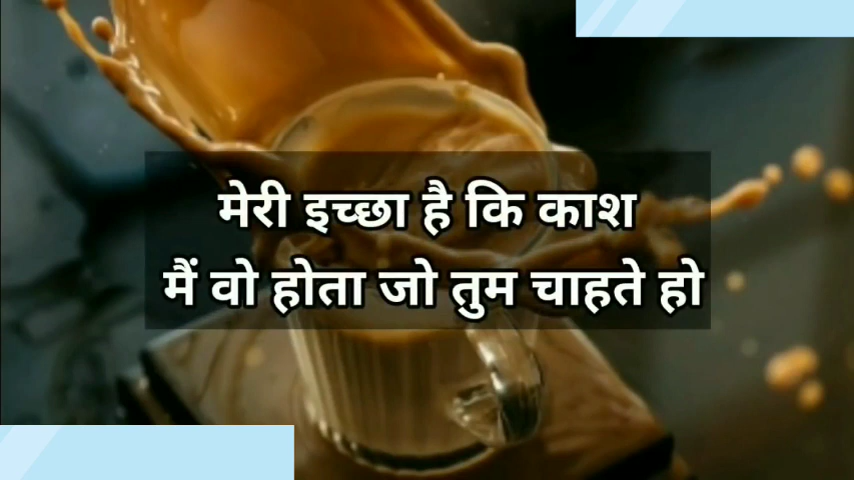 मेरी इच्छा है कि काश
मैं वो होता जो तुम चाहते हो